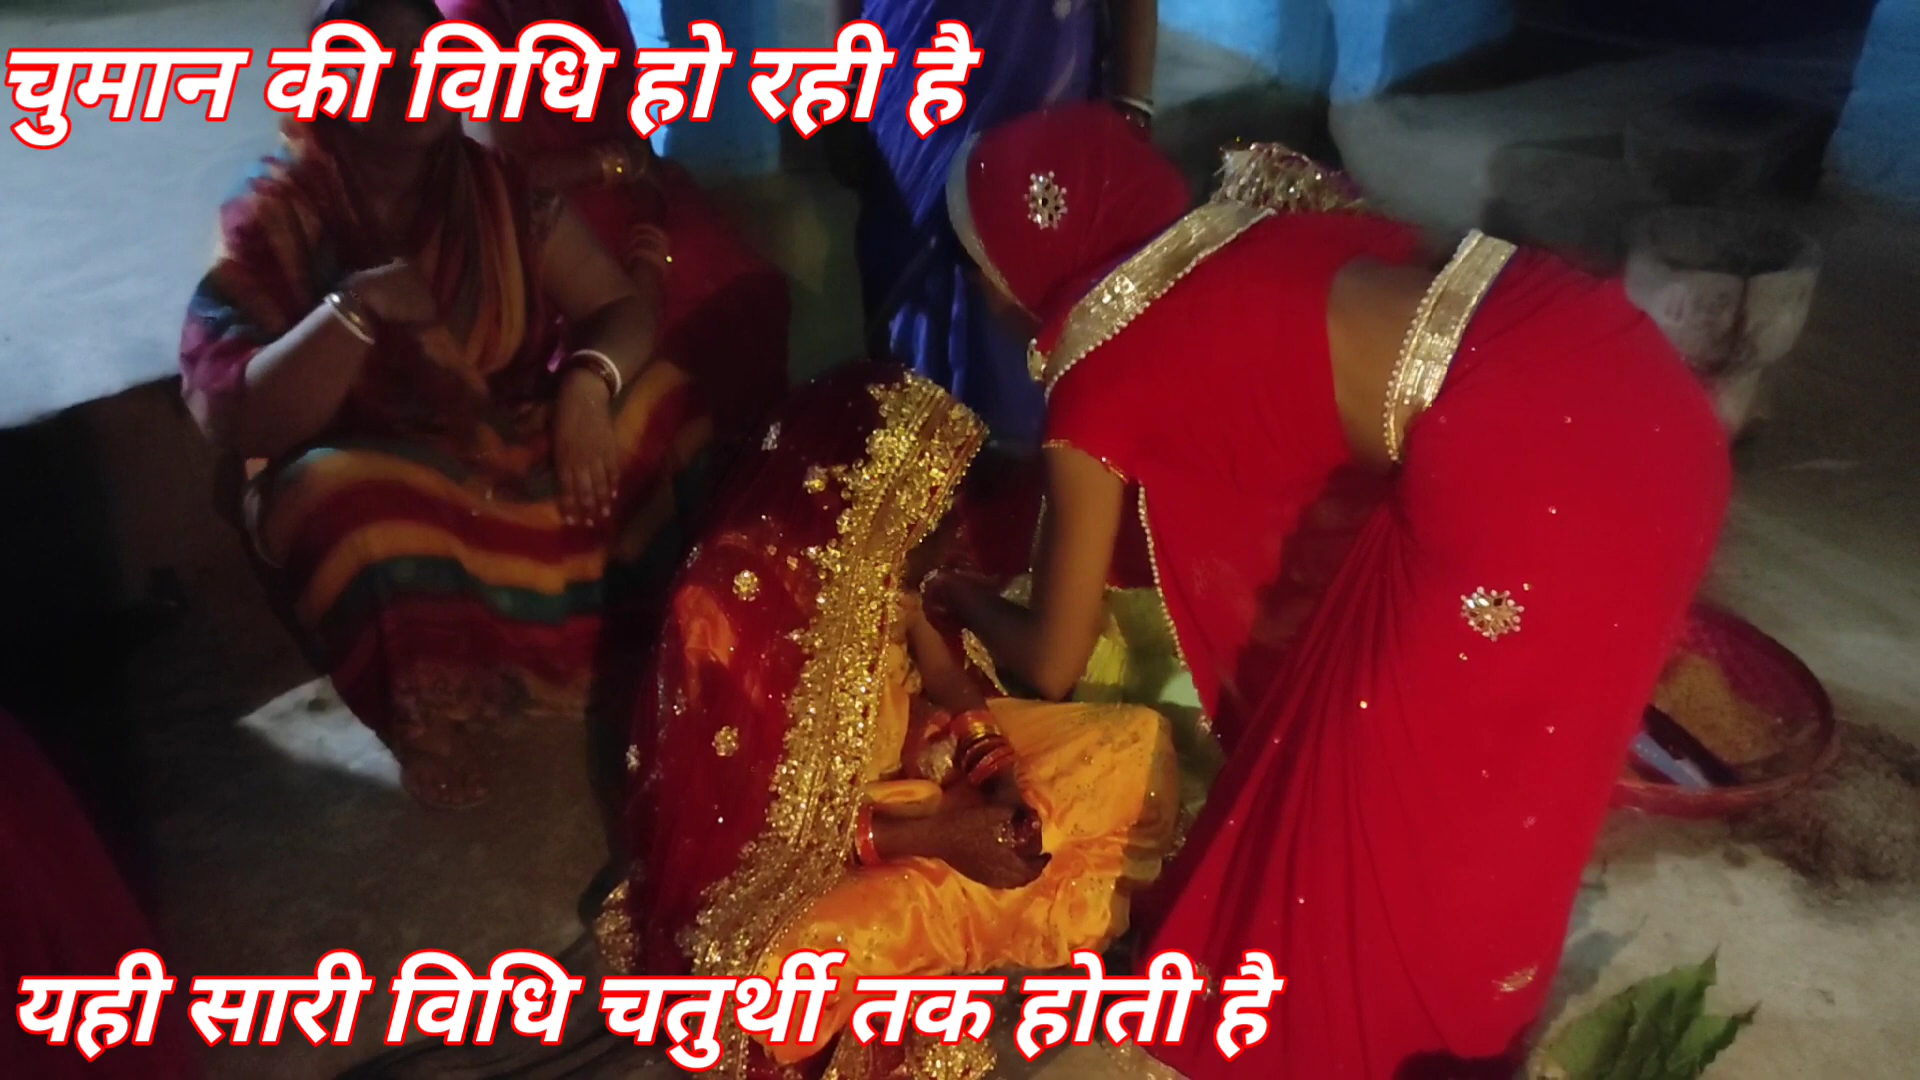 चुमान की विधि हो रही है
यही सारी विधि चतुर्थी तक होती है